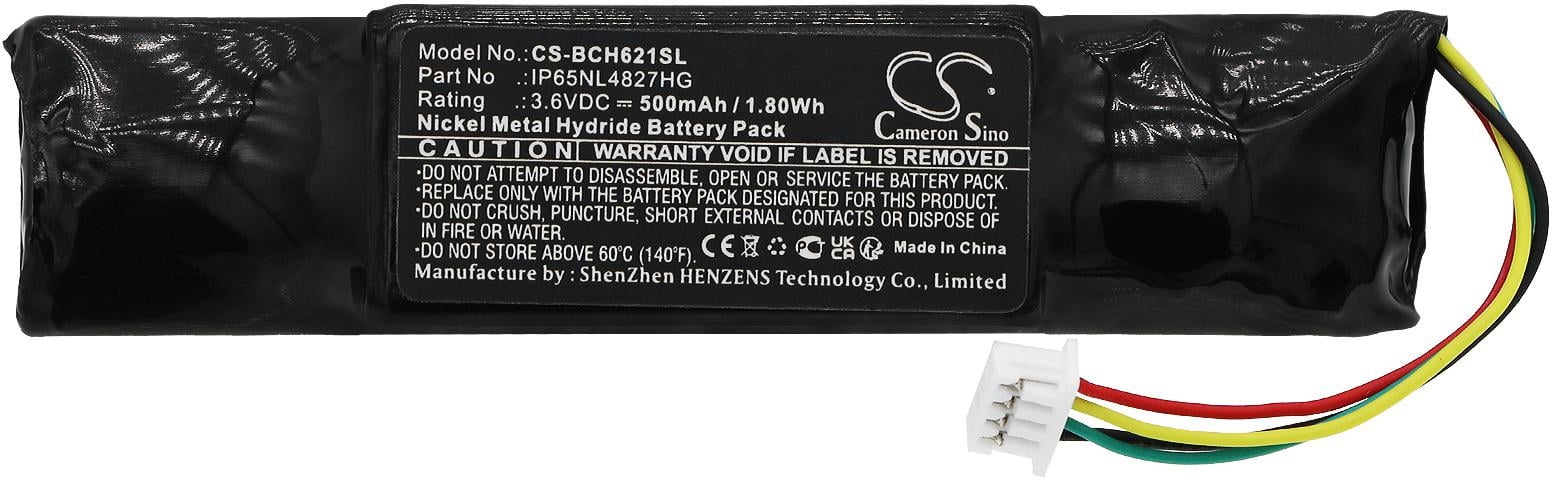 Model No.: CS-BCH621SL
Part No .: IP65NL4827HG
Rating .: 3.6VDC ⎓ 500mAh / 1.80Wh
Nickel Metal Hydride Battery Pack
CS
Cameron Sino
CAUTION WARRANTY VOID IF LABEL IS REMOVED
•DO NOT ATTEMPT TO DISASSEMBLE, OPEN OR SERVICE THE BATTERY PACK.
•REPLACE ONLY WITH THE BATTERY PACK DESIGNATED FOR THIS PRODUCT.
•DO NOT CRUSH, PUNCTURE, SHORT EXTERNAL CONTACTS OR DISPOSE OF
IN FIRE OR WATER.
•DO NOT STORE ABOVE 60°C (140°F). CE UK CA Made In China
Manufacture by : ShenZhen HENZENS Technology Co., Limited